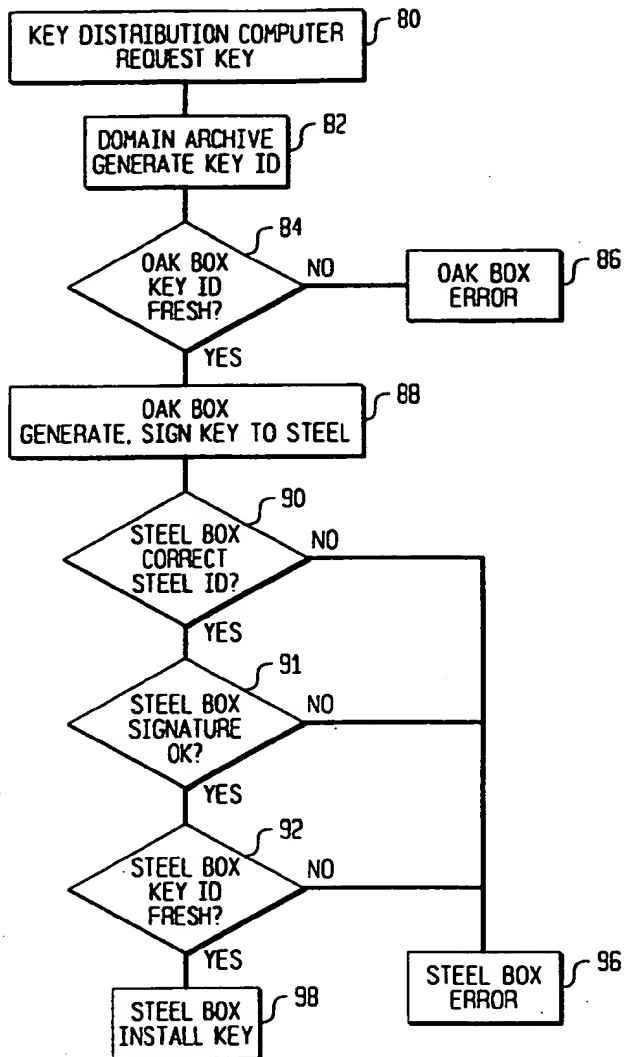 KEY DISTRIBUTION COMPUTER
REQUEST KEY
80
DOMAIN ARCHIVE
GENERATE KEY ID
82
84
OAK BOX
KEY ID
FRESH?
NO
OAK BOX
ERROR
86
YES
OAK BOX
GENERATE, SIGN KEY TO STEEL
88
90
STEEL BOX
CORRECT
STEEL ID?
NO
YES
91
STEEL BOX
SIGNATURE
OK?
NO
YES
92
STEEL BOX
KEY ID
FRESH?
NO
YES
STEEL BOX
ERROR
96
STEEL BOX
INSTALL KEY
98